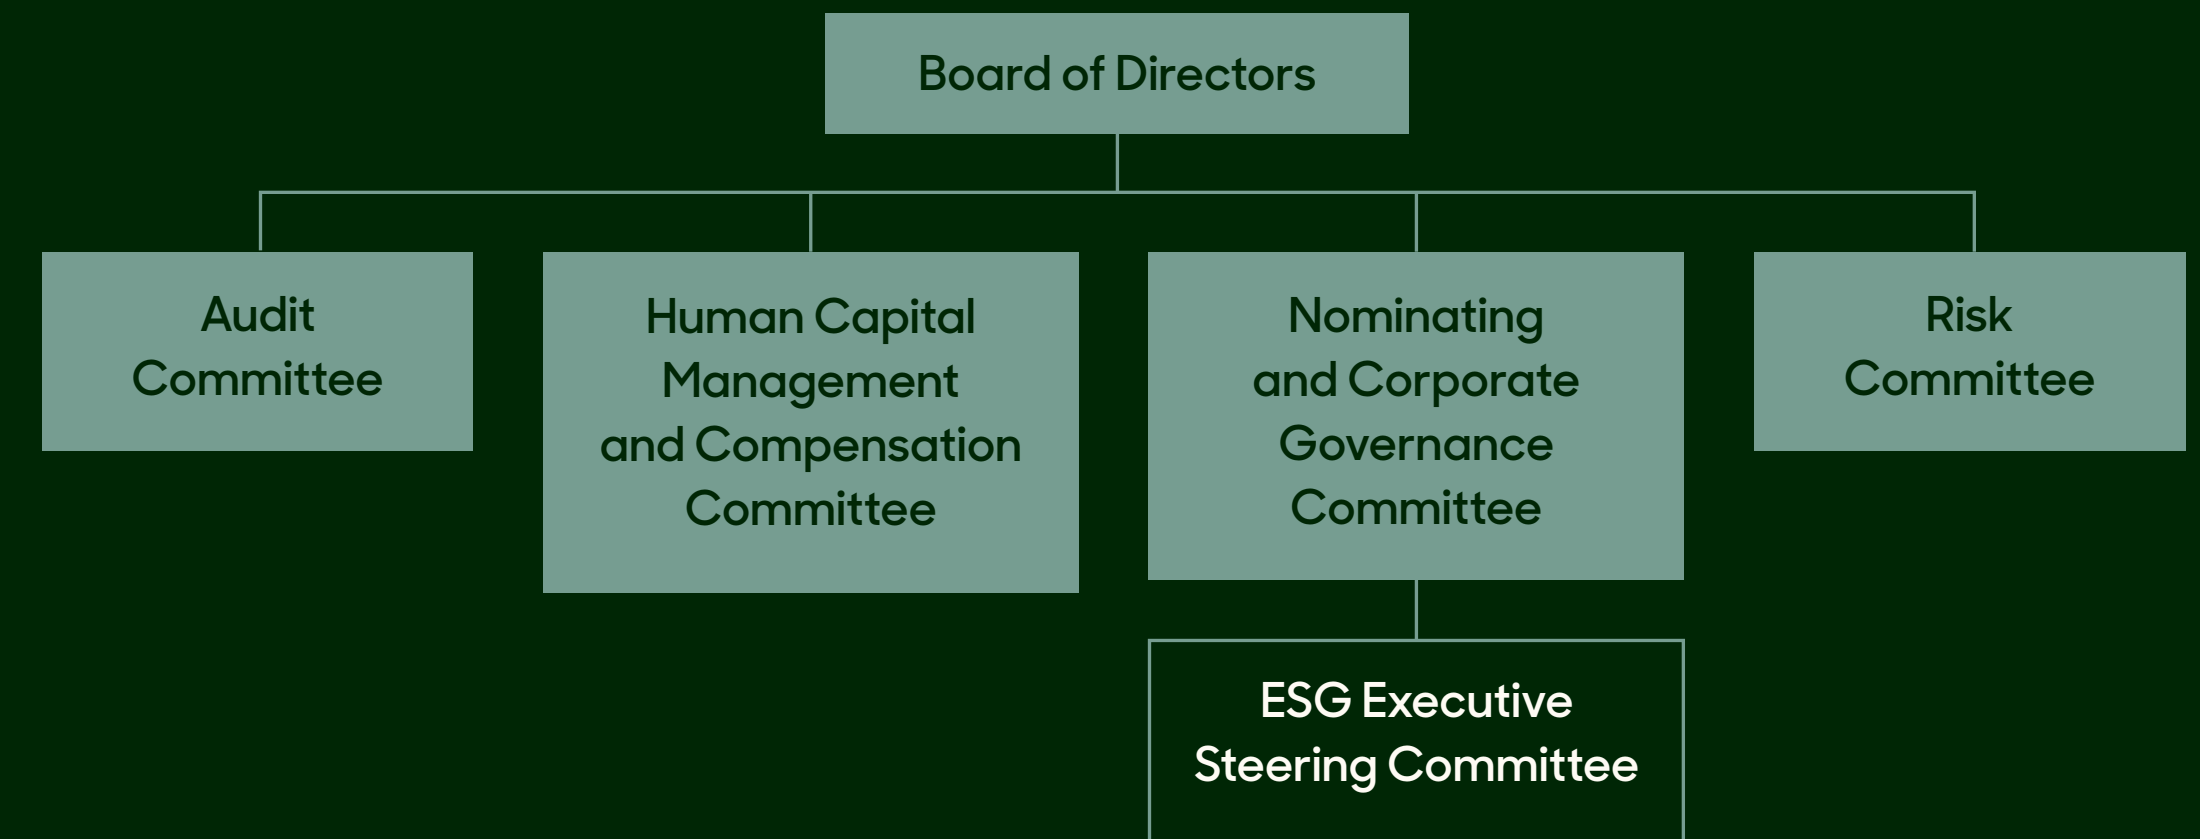 Board of Directors
Audit
Committee
Human Capital
Management
and Compensation
Committee
Nominating
and Corporate
Governance
Committee
Risk
Committee
ESG Executive
Steering Committee